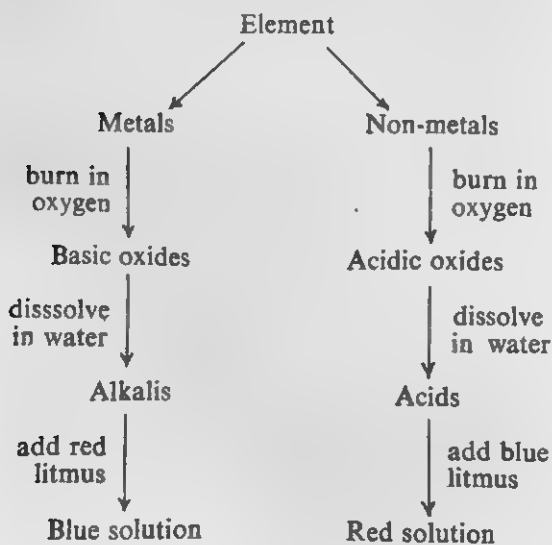 Element
Metals
Non-metals
burn in
oxygen
burn in
oxygen
Basic oxides
Acidic oxides
disssolve
in water
dissolve
in water
Alkalis
Acids
add red
litmus
add blue
litmus
Blue solution
Red solution